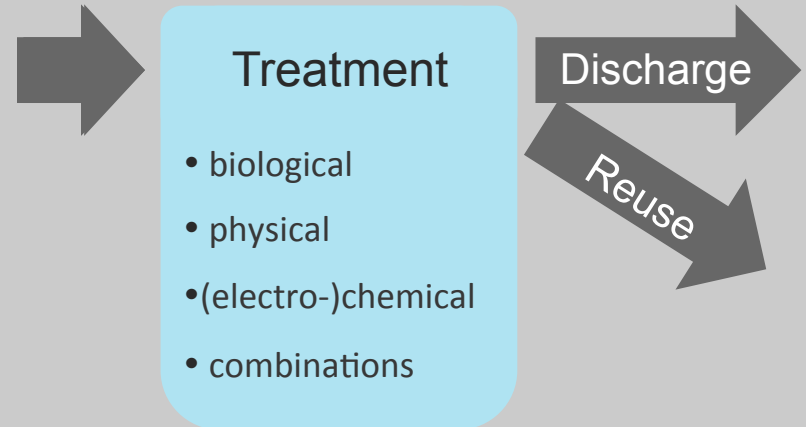 Treatment
• biological
• physical
•(electro-)chemical
• combinations
Discharge
Reuse